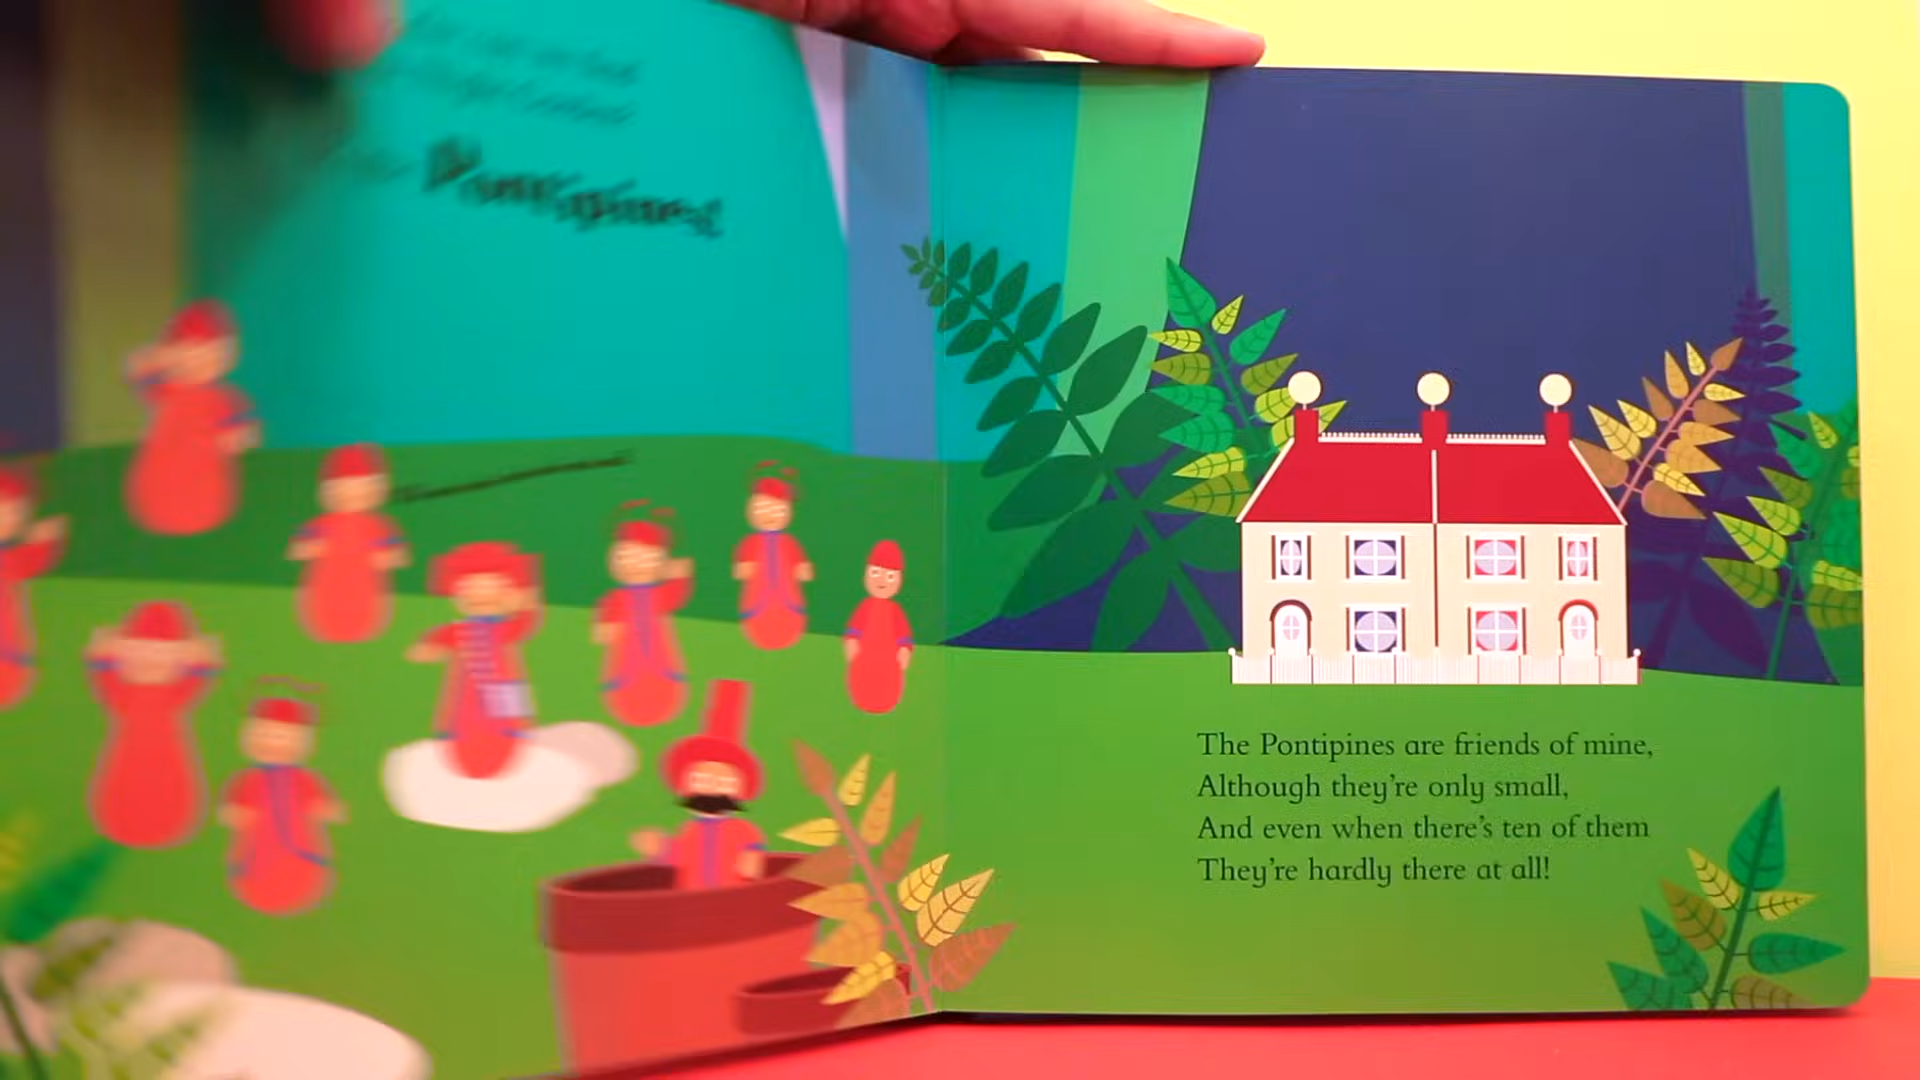 Pontipines
The Pontipines are friends of mine,
Although they're only small,
And even when there's ten of them
They're hardly there at all!